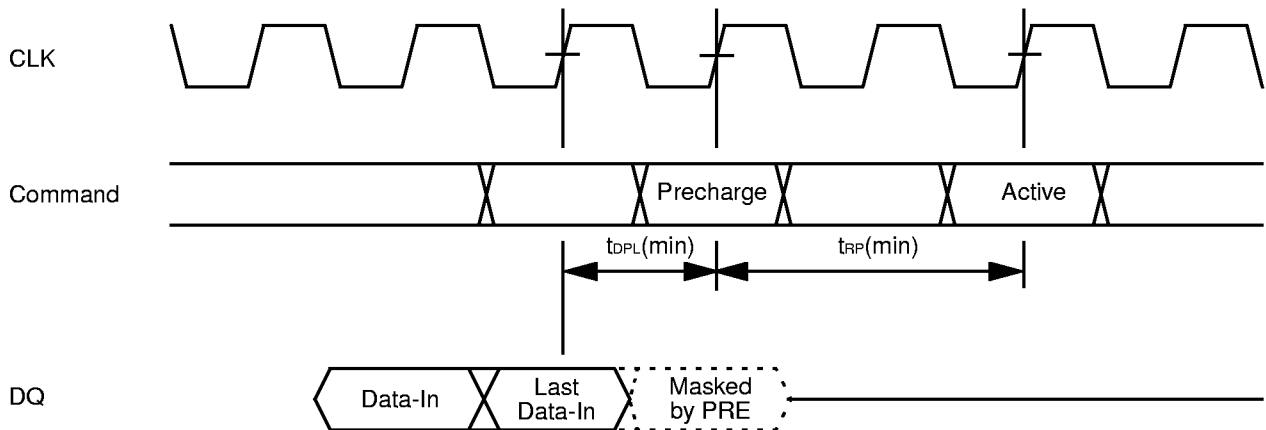 CLK
Command
Precharge
Active
tDPL(min)
tRP(min)
DQ
Data-In
Last
Data-In
Masked
by PRE